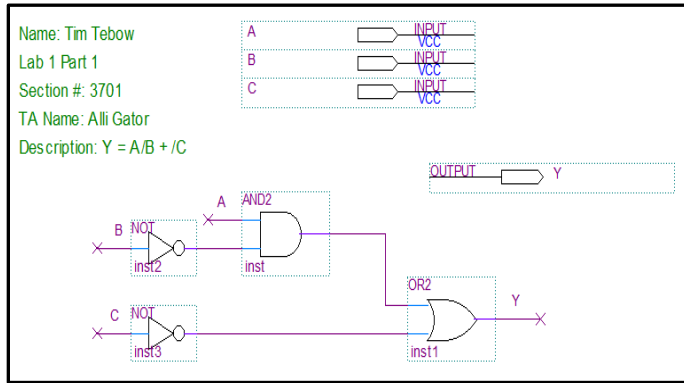 Name: Tim Tebow
Lab 1 Part 1
Section #: 3701
TA Name: Alli Gator
Description: Y = A/B + /C
A INPUT
VCC
B INPUT
VCC
C INPUT
VCC
OUTPUT Y
A AND2
B NOT
inst2 inst
OR2
C NOT Y
inst3 inst1